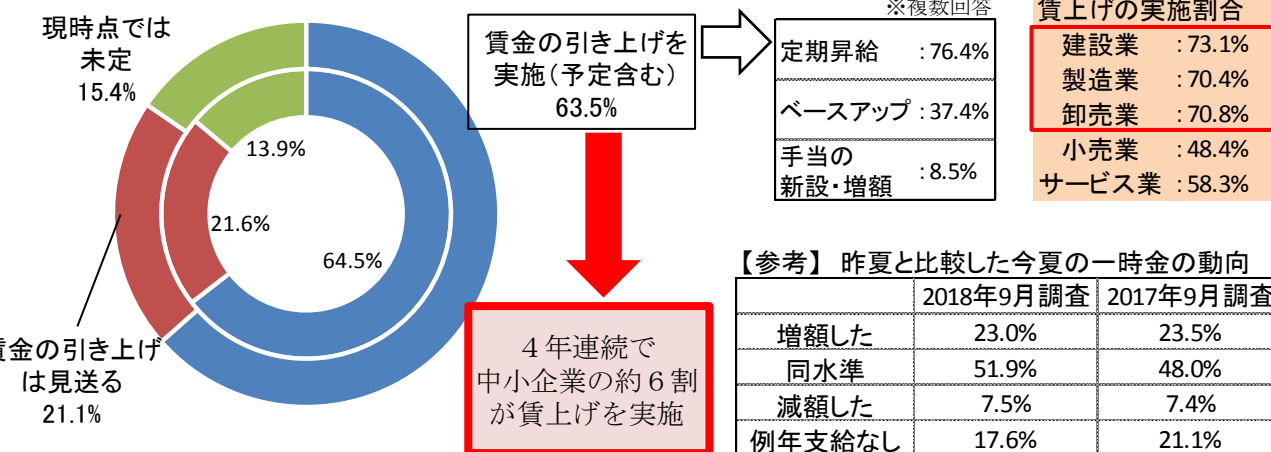 現時点では
未定
15.4%
13.9%
21.6%
64.5%
賃金の引き上げ
は見送る
21.1%
賃金の引き上げを
実施(予定含む)
63.5%
4年連続で
中小企業の約6割
が賃上げを実施
※複数回答
定期昇給 :76.4%
ベースアップ :37.4%
手当の
新設・増額 :8.5%
賃上げの実施割合
建設業 :73.1%
製造業 :70.4%
卸売業 :70.8%
小売業 :48.4%
サービス業 :58.3%
【参考】 昨夏と比較した今夏の一時金の動向
2018年9月調査 2017年9月調査
増額した 23.0% 23.5%
同水準 51.9% 48.0%
減額した 7.5% 7.4%
例年支給なし 17.6% 21.1%